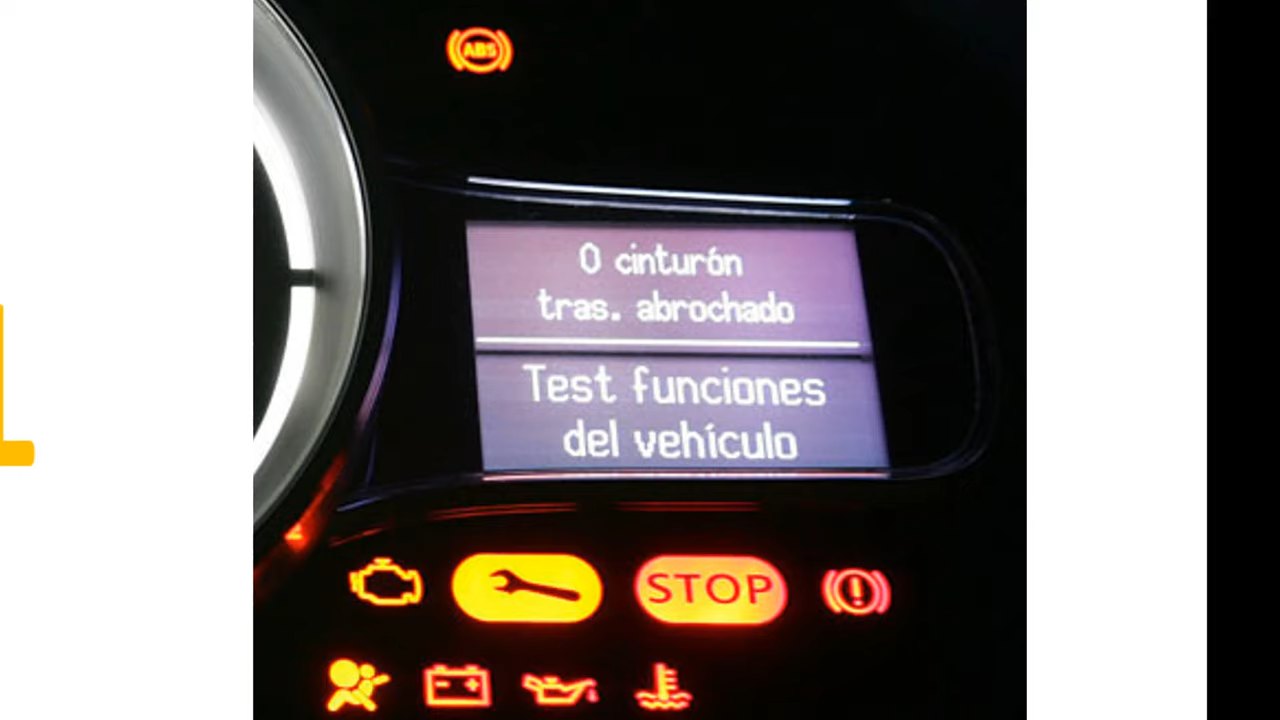 ABS
0 cinturón
tras. abrochado
Test funciones
del vehículo
STOP